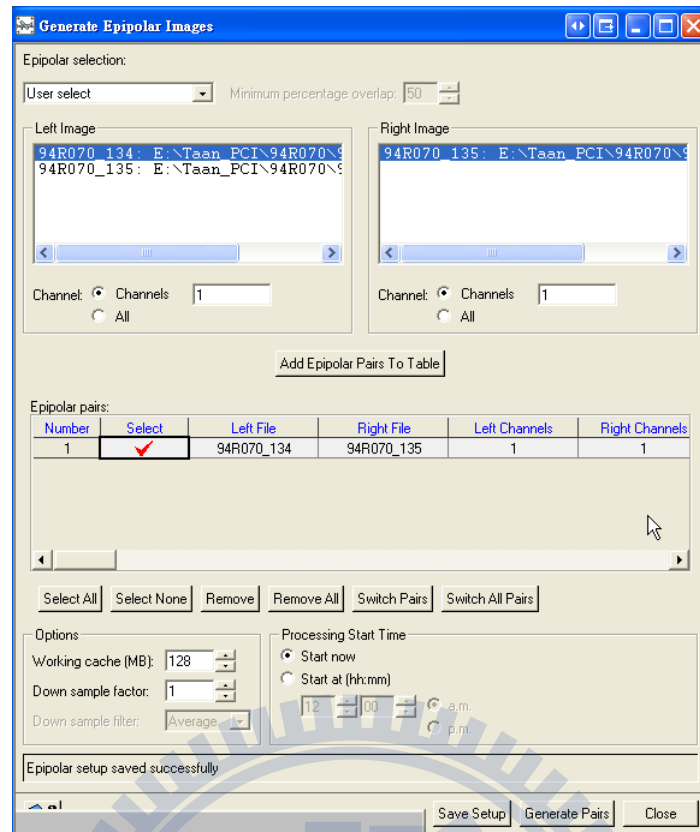 Generate Epipolar Images
Epipolar selection:
User select Minimum percentage overlap: 50
Left Image Right Image
94R070_134: E:\Taan_PCI\94R070\9 94R070_135: E:\Taan_PCI\94R070\9
94R070_135: E:\Taan_PCI\94R070\9
Channel: Channels 1 Channel: Channels 1
All All
Add Epipolar Pairs To Table
Epipolar pairs:
Number Select Left File Right File Left Channels Right Channels
1 94R070_134 94R070_135 1 1
Select All Select None Remove Remove All Switch Pairs Switch All Pairs
Options Processing Start Time
Working cache (MB): 128 Start now
Down sample factor: 1 Start at (hh:mm)
12 00 a.m.
Down sample filter: Average p.m.
Epipolar setup saved successfully
Save Setup Generate Pairs Close